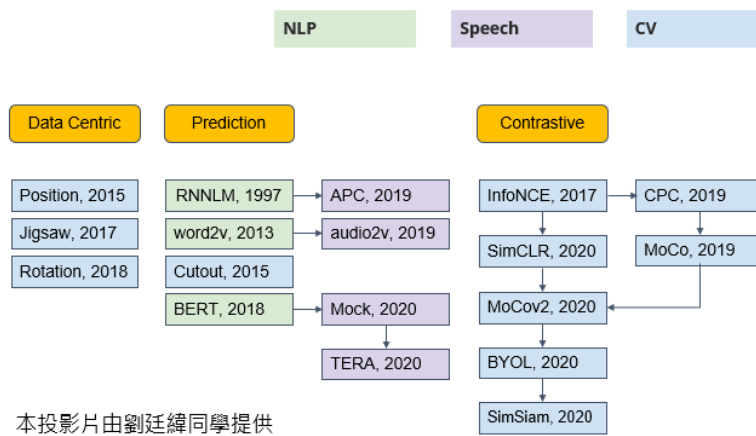 NLP
Speech
CV
Data Centric
Prediction
Contrastive
Position, 2015
RNNLM, 1997
APC, 2019
InfoNCE, 2017
CPC, 2019
Jigsaw, 2017
word2v, 2013
audio2v, 2019
SimCLR, 2020
MoCo, 2019
Rotation, 2018
Cutout, 2015
BERT, 2018
Mock, 2020
MoCov2, 2020
TERA, 2020
BYOL, 2020
SimSiam, 2020
本投影片由劉廷緯同學提供